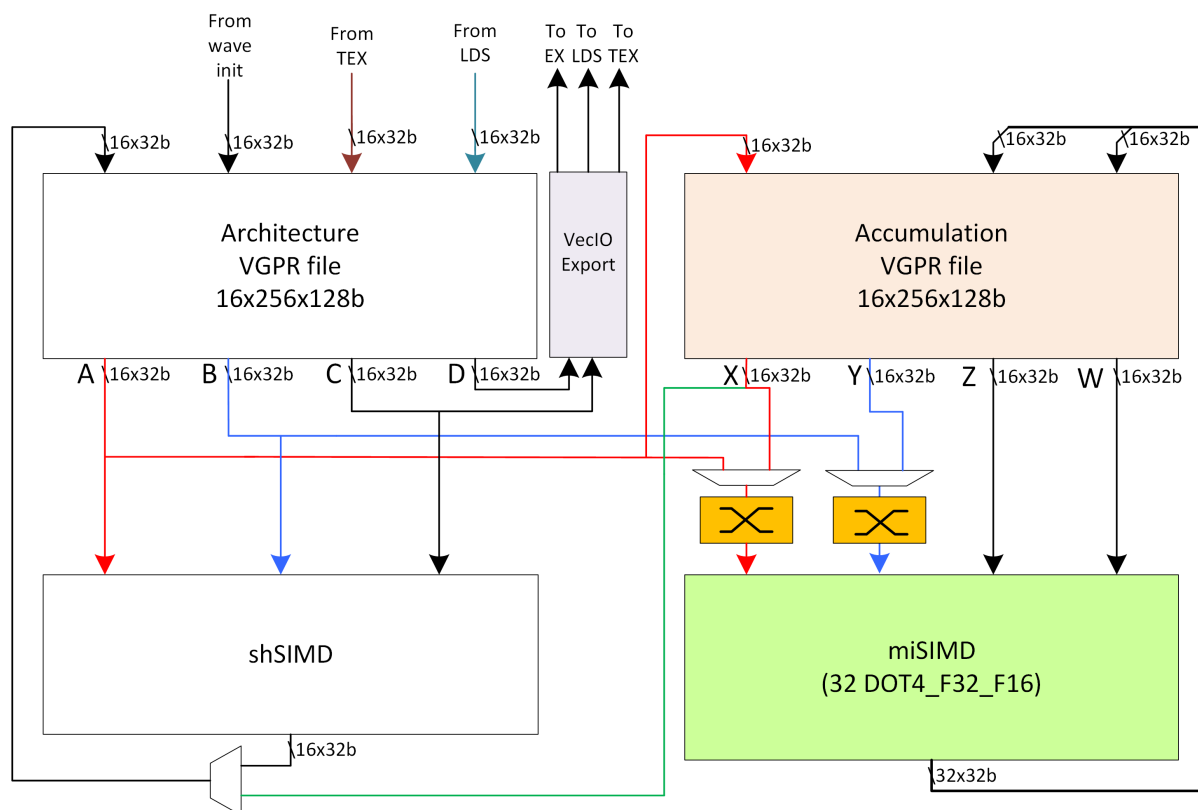 From
wave
init
From
TEX
From
LDS
To
EX
To
LDS
To
TEX
16x32b
16x32b
16x32b
16x32b
16x32b
16x32b
16x32b
Architecture
VGPR file
16x256x128b
VecIO
Export
Accumulation
VGPR file
16x256x128b
A
16x32b
B
16x32b
C
16x32b
D
16x32b
X
16x32b
Y
16x32b
Z
16x32b
W
16x32b
shSIMD
miSIMD
(32 DOT4_F32_F16)
16x32b
32x32b